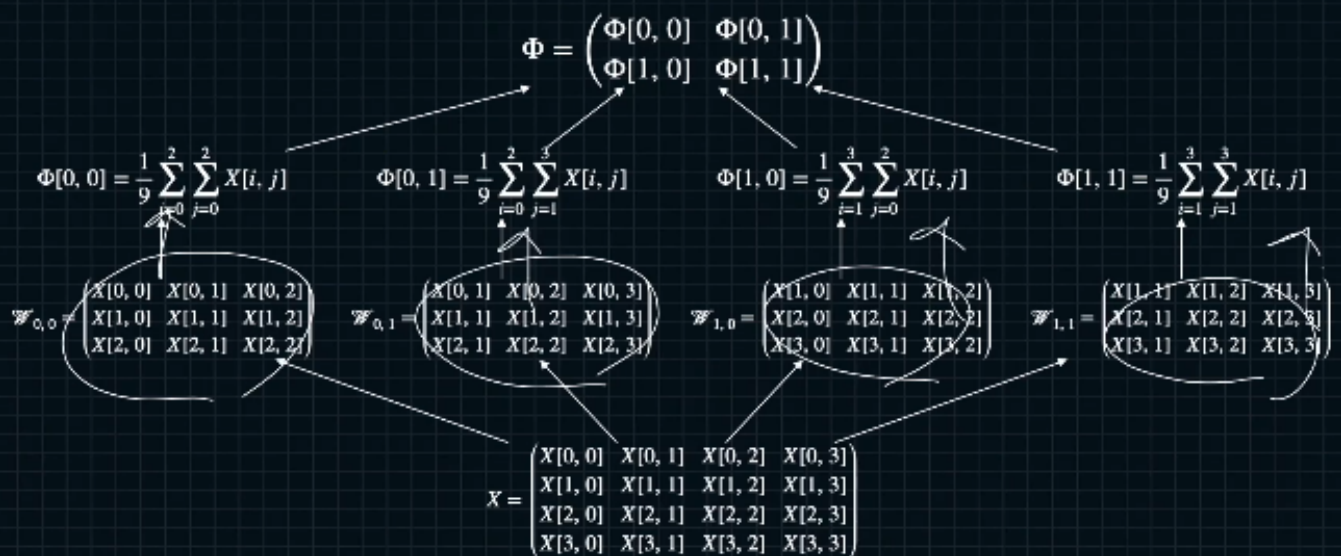 Φ = (Φ[0, 0] Φ[0, 1]
Φ[1, 0] Φ[1, 1])
Φ[0, 0] = 1/9 ∑_{i=0}^{2} ∑_{j=0}^{2} X[i, j]
Φ[0, 1] = 1/9 ∑_{i=0}^{2} ∑_{j=1}^{3} X[i, j]
Φ[1, 0] = 1/9 ∑_{i=1}^{3} ∑_{j=0}^{2} X[i, j]
Φ[1, 1] = 1/9 ∑_{i=1}^{3} ∑_{j=1}^{3} X[i, j]
𝒲_{0, 0} = (X[0, 0] X[0, 1] X[0, 2]
X[1, 0] X[1, 1] X[1, 2]
X[2, 0] X[2, 1] X[2, 2])
𝒲_{0, 1} = (X[0, 1] X[0, 2] X[0, 3]
X[1, 1] X[1, 2] X[1, 3]
X[2, 1] X[2, 2] X[2, 3])
𝒲_{1, 0} = (X[1, 0] X[1, 1] X[1, 2]
X[2, 0] X[2, 1] X[2, 2]
X[3, 0] X[3, 1] X[3, 2])
𝒲_{1, 1} = (X[1, 1] X[1, 2] X[1, 3]
X[2, 1] X[2, 2] X[2, 3]
X[3, 1] X[3, 2] X[3, 3])
X = (X[0, 0] X[0, 1] X[0, 2] X[0, 3]
X[1, 0] X[1, 1] X[1, 2] X[1, 3]
X[2, 0] X[2, 1] X[2, 2] X[2, 3]
X[3, 0] X[3, 1] X[3, 2] X[3, 3])